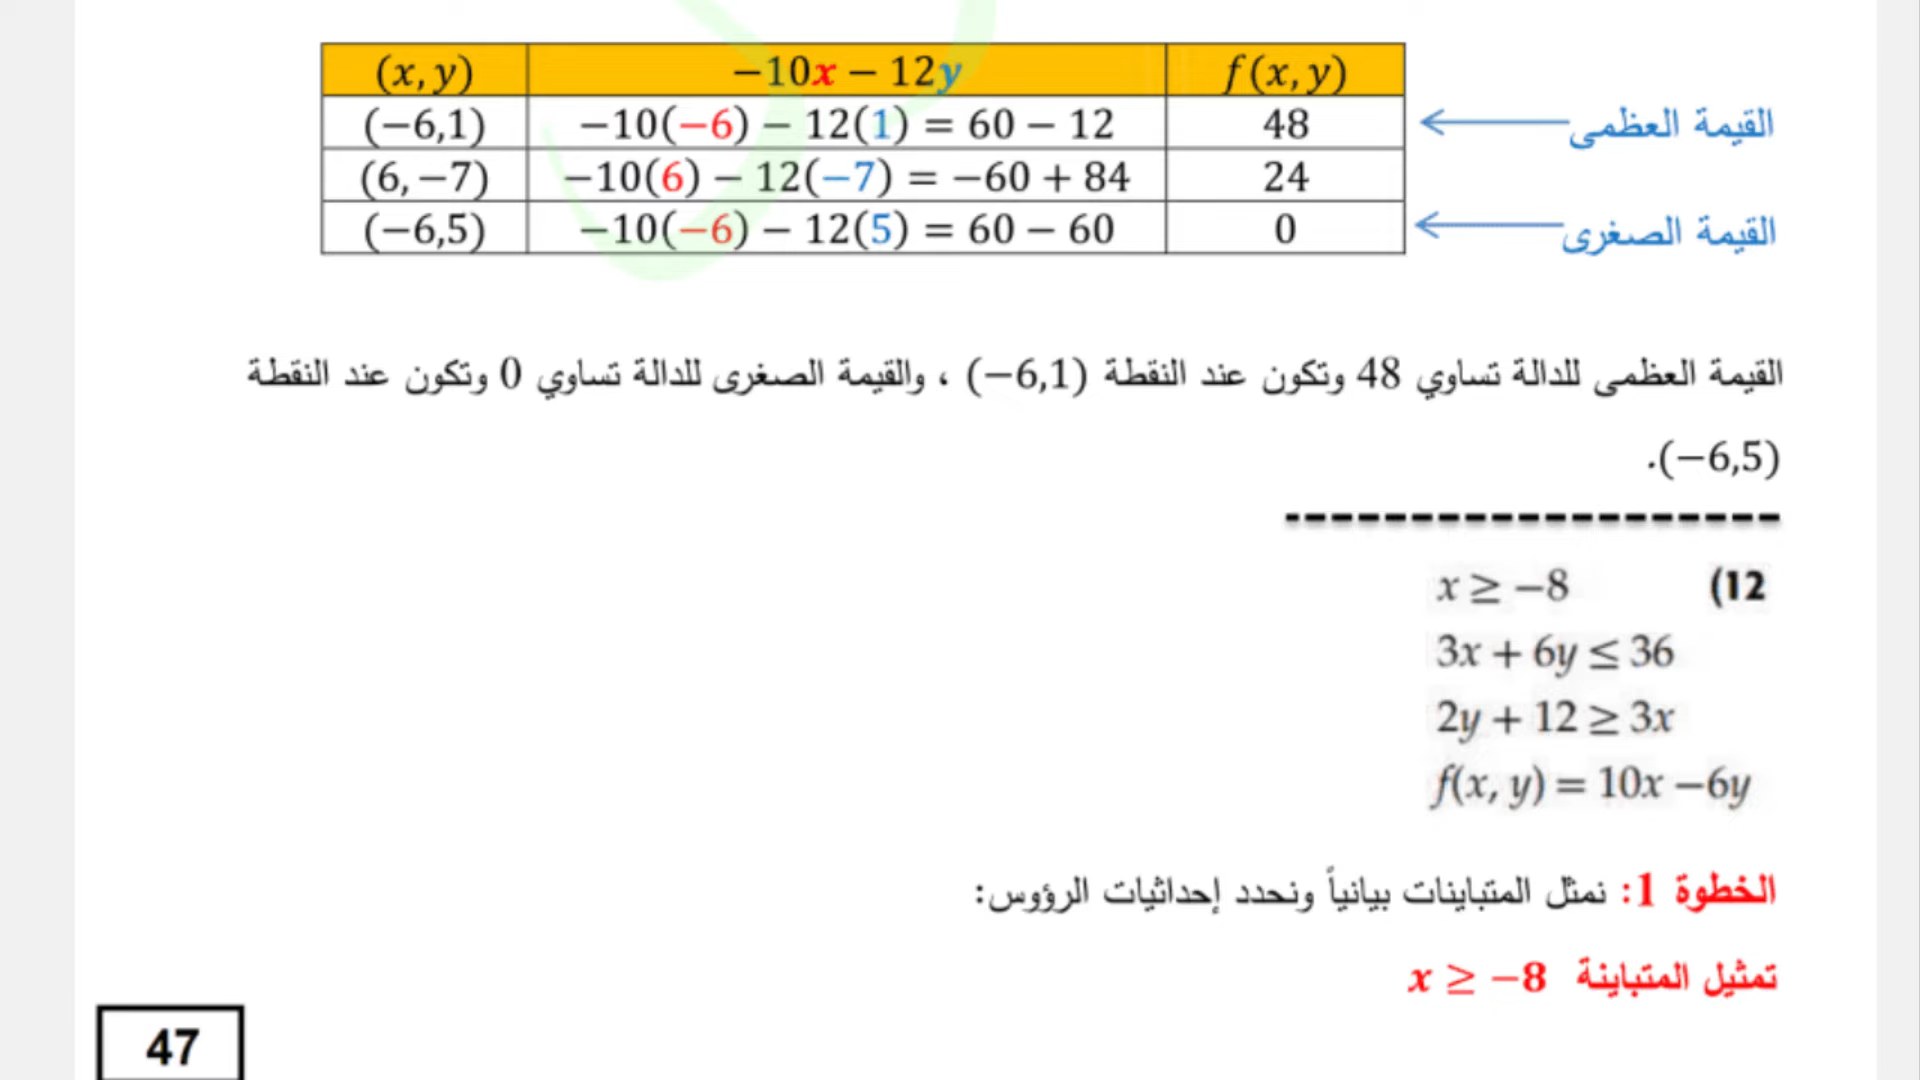 (x, y) −10x − 12y f(x, y)
(−6,1) −10(−6) − 12(1) = 60 − 12 48 القيمة العظمى
(6, −7) −10(6) − 12(−7) = −60 + 84 24
(−6,5) −10(−6) − 12(5) = 60 − 60 0 القيمة الصغرى
القيمة العظمى للدالة تساوي 48 وتكون عند النقطة (−6,1) ، والقيمة الصغرى للدالة تساوي 0 وتكون عند النقطة
(−6,5).
(12 x ≥ −8
3x + 6y ≤ 36
2y + 12 ≥ 3x
f(x, y) = 10x −6y
الخطوة 1: نمثل المتباينات بيانياً ونحدد إحداثيات الرؤوس:
تمثيل المتباينة x ≥ −8
47